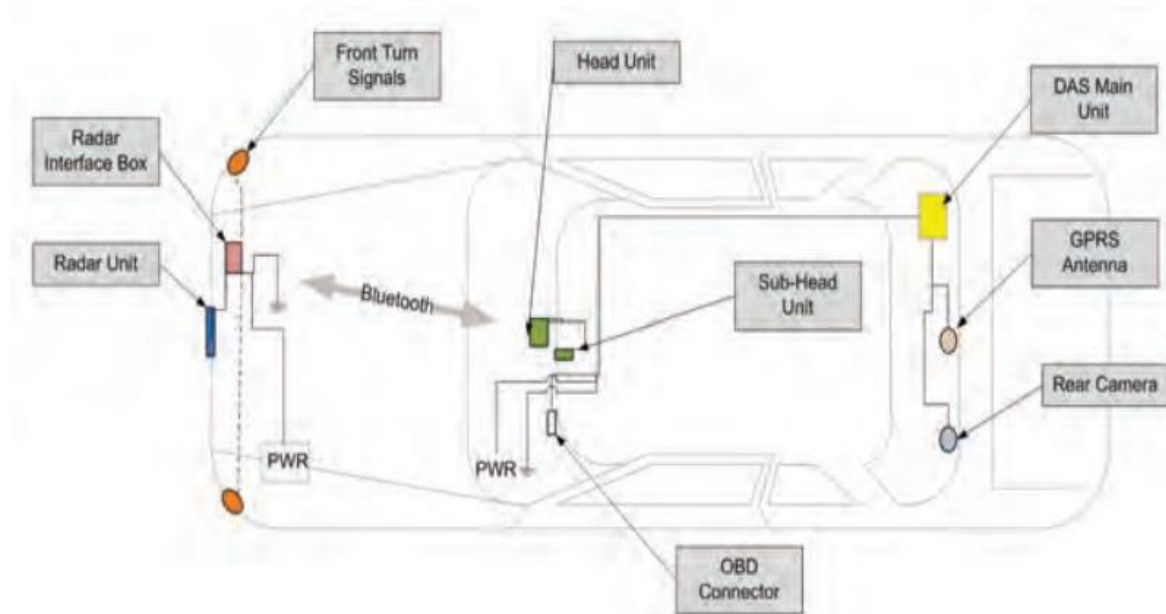 Front Turn
Signals
Head Unit
DAS Main
Unit
Radar
Interface Box
Radar Unit
GPRS
Antenna
Sub-Head
Unit
Bluetooth
Rear Camera
PWR
PWR
OBD
Connector